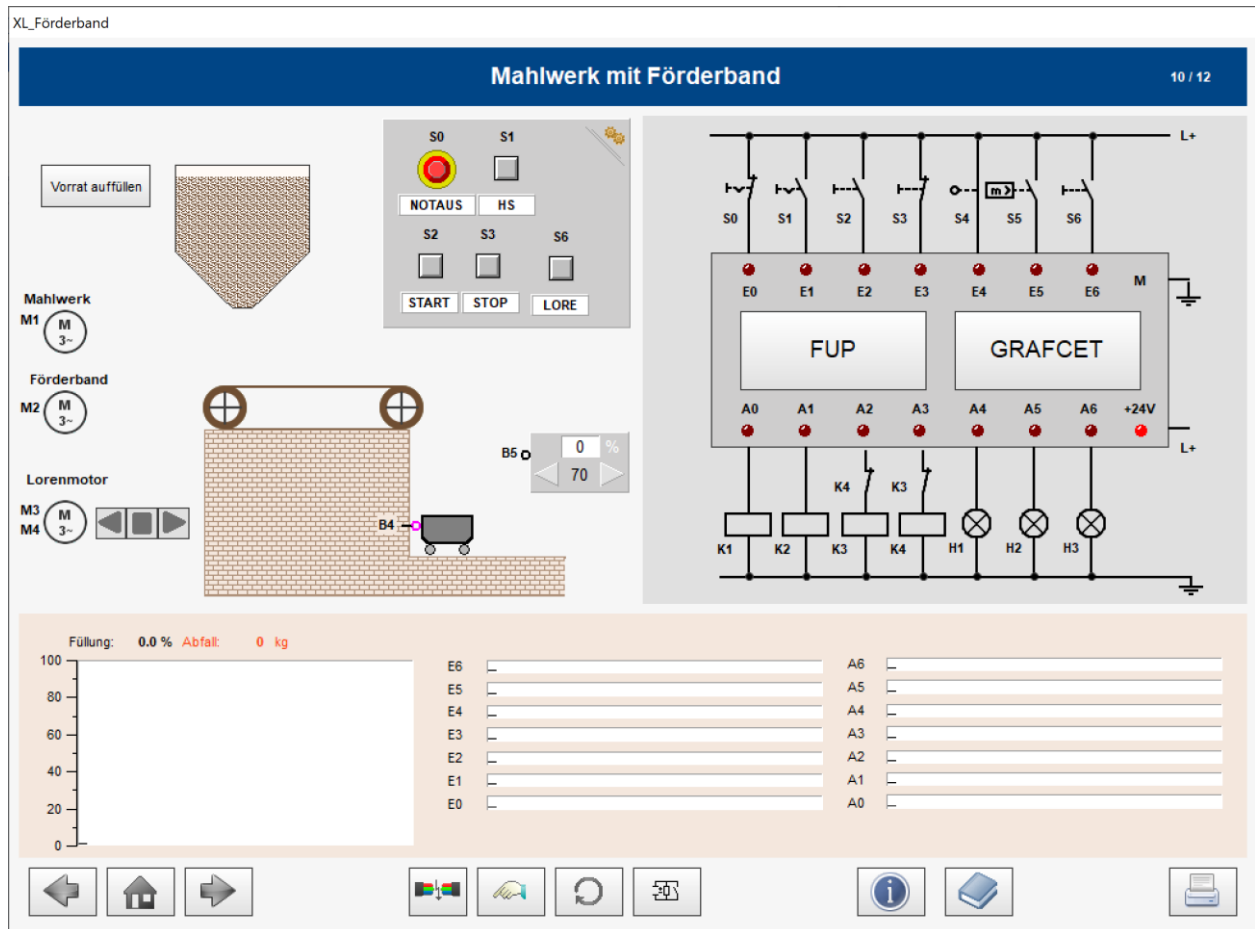 XL_Förderband
Mahlwerk mit Förderband
10 / 12
Vorrat auffüllen
S0 S1
NOTAUS HS
S2 S3 S6
START STOP LORE
L+
m
S0 S1 S2 S3 S4 S5 S6
E0 E1 E2 E3 E4 E5 E6 M
FUP GRAFCET
A0 A1 A2 A3 A4 A5 A6 +24V
L+
K4 K3
K1 K2 K3 K4 H1 H2 H3
Mahlwerk
M1 M
3~
Förderband
M2 M
3~
Lorenmotor
M3 M
M4 3~
B5 0 %
70
B4
Füllung: 0.0 % Abfall: 0 kg
100
80
60
40
20
0
E6
E5
E4
E3
E2
E1
E0
A6
A5
A4
A3
A2
A1
A0
i